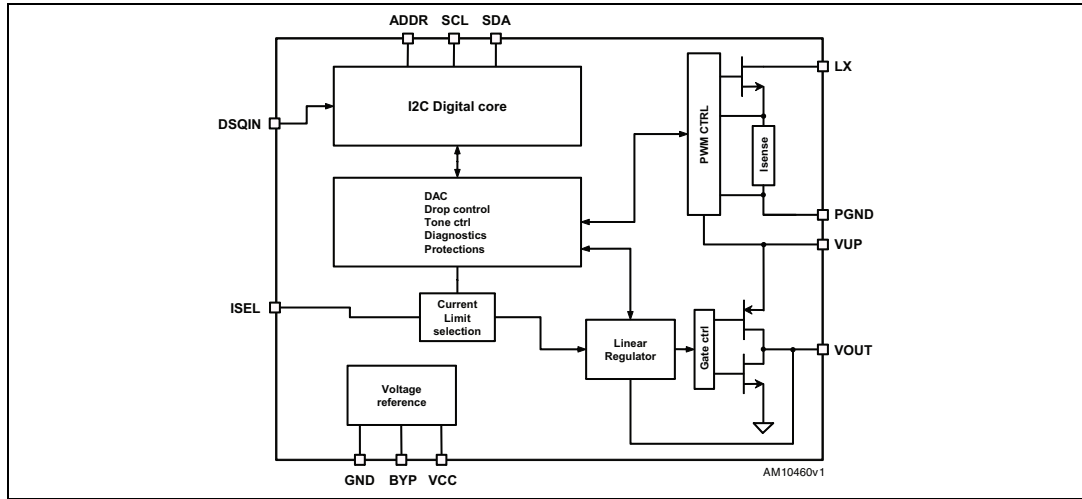 ADDR SCL SDA
LX
I2C Digital core
DSQIN
PWM CTRL
Isense
DAC
Drop control
Tone ctrl
Diagnostics
Protections
PGND
VUP
ISEL
Current
Limit
selection
Linear
Regulator
Gate ctrl
VOUT
Voltage
reference
GND BYP VCC
AM10460v1